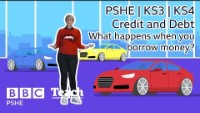 PSHE | KS3 | KS4
Credit and Debt
What happens when you
borrow money?
BBC Teach
PSHE